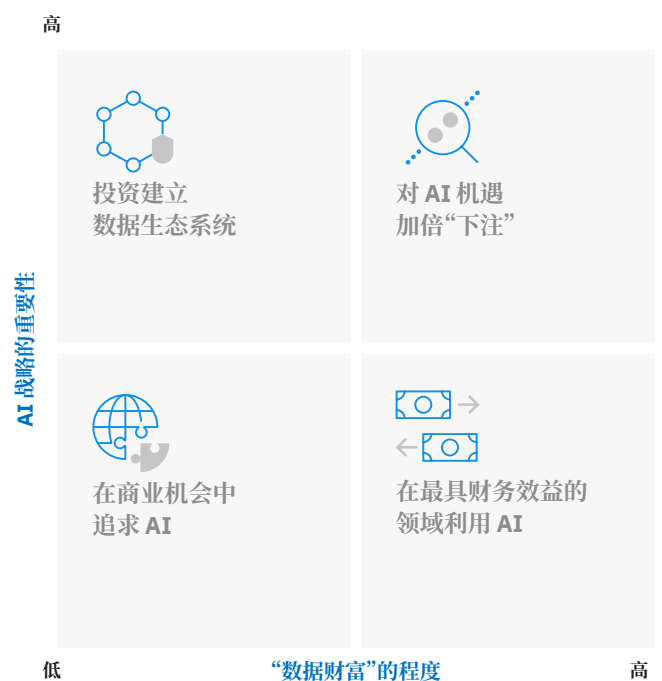 高
投资建立
数据生态系统
对 AI 机遇
加倍“下注”
AI 战略的重要性
在商业机会中
追求 AI
在最具财务效益的
领域利用 AI
低
“数据财富”的程度
高